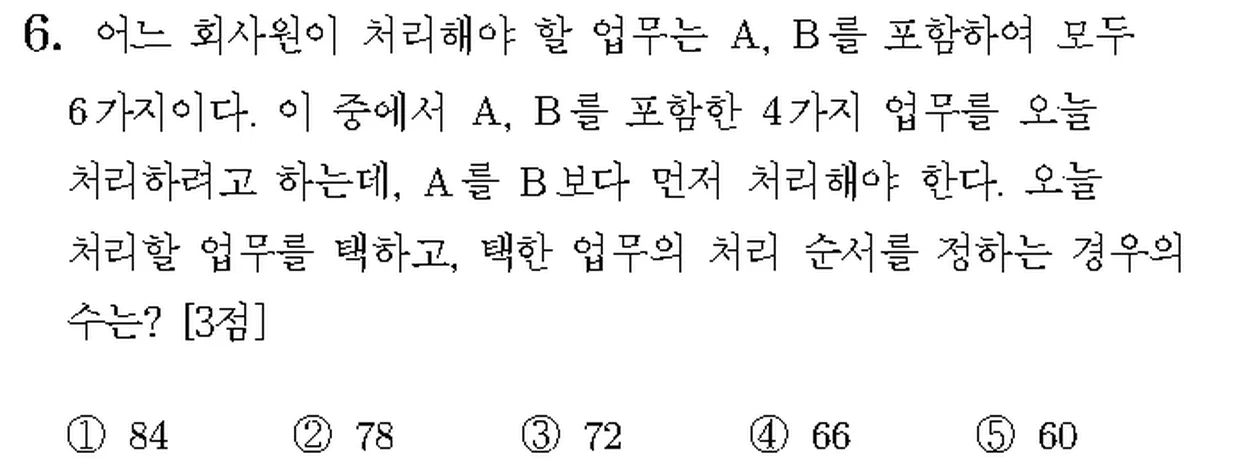 6. 어느 회사원이 처리해야 할 업무는 A, B를 포함하여 모두
6가지이다. 이 중에서 A, B를 포함한 4가지 업무를 오늘
처리하려고 하는데, A를 B보다 먼저 처리해야 한다. 오늘
처리할 업무를 택하고, 택한 업무의 처리 순서를 정하는 경우의
수는? [3점]
① 84 ② 78 ③ 72 ④ 66 ⑤ 60